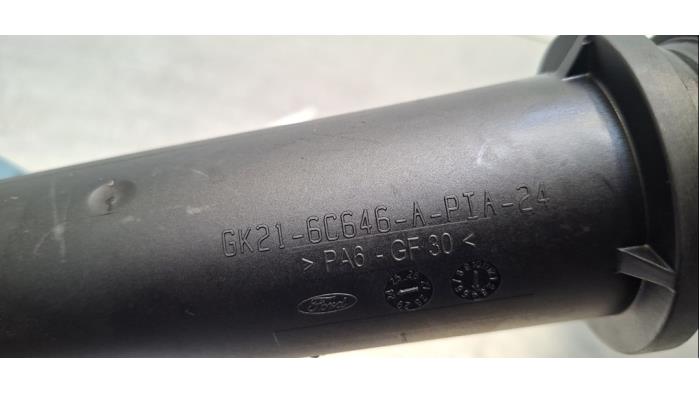 GK21-6C646-A-PIA-24
> PA6 - GF 30 <
Ford